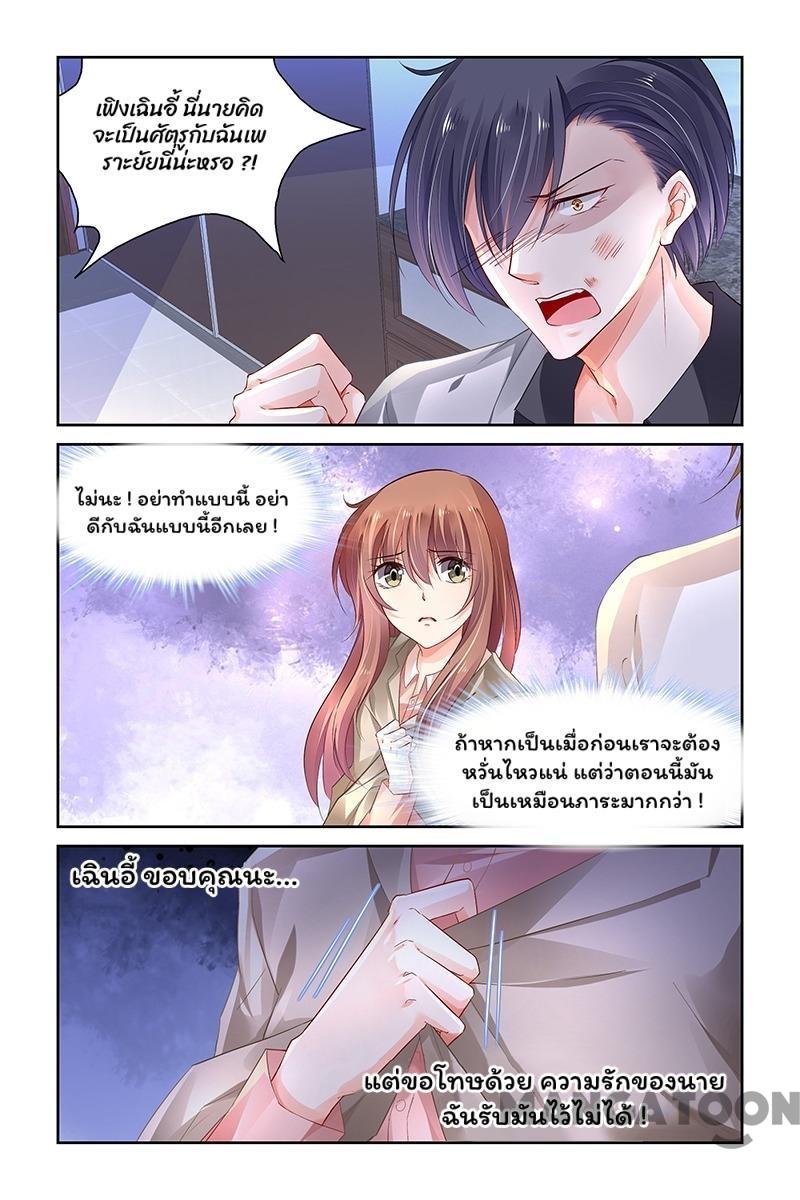 เฟิงเฉินอี้ นี่นายคิด
จะเป็นศัตรูกับฉันเพ
ราะยัยนี่น่ะหรอ ?!
ไม่นะ ! อย่าทำแบบนี้ อย่า
ดีกับฉันแบบนี้อีกเลย !
ถ้าหากเป็นเมื่อก่อนเราจะต้อง
หวั่นไหวแน่ แต่ว่าตอนนี้มัน
เป็นเหมือนภาระมากกว่า !
เฉินอี้ ขอบคุณนะ...
แต่ขอโทษด้วย ความรักของนาย
ฉันรับมันไว้ไม่ได้ !
MANGATOON